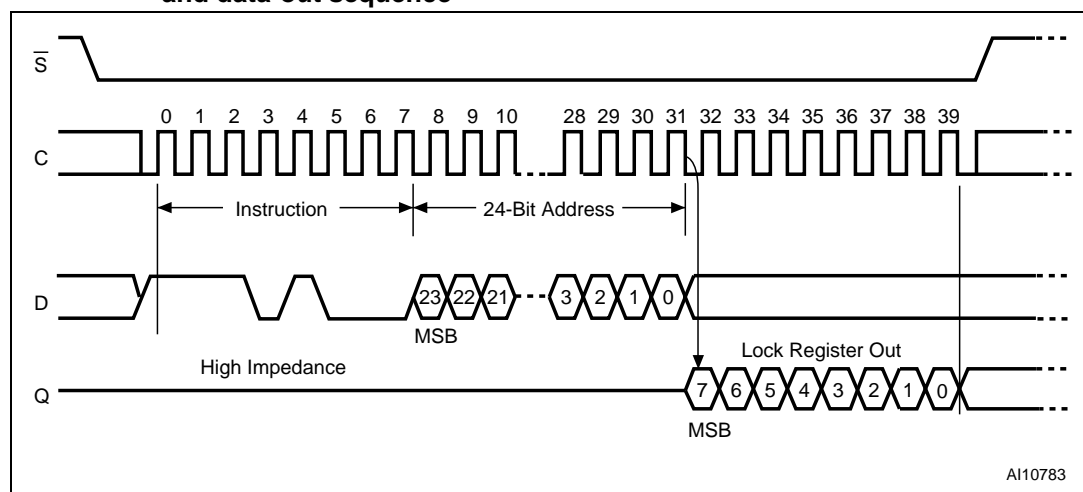 and data-out sequence
S
0 1 2 3 4 5 6 7 8 9 10 28 29 30 31 32 33 34 35 36 37 38 39
C
Instruction 24-Bit Address
D
23 22 21 3 2 1 0
MSB
High Impedance Lock Register Out
Q
7 6 5 4 3 2 1 0
MSB
AI10783